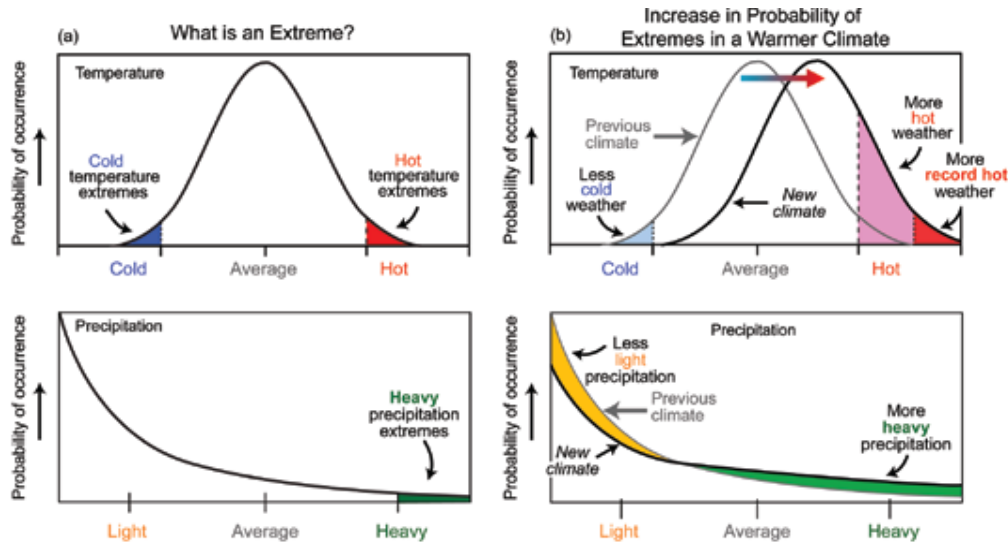 (a)
What is an Extreme?
Temperature
Probability of occurrence
Cold
temperature
extremes
Hot
temperature
extremes
Cold
Average
Hot
Precipitation
Probability of occurrence
Heavy
precipitation
extremes
Light
Average
Heavy
(b)
Increase in Probability of
Extremes in a Warmer Climate
Temperature
Probability of occurrence
Previous
climate
Less
cold
weather
New
climate
More
hot
weather
More
record hot
weather
Cold
Average
Hot
Precipitation
Probability of occurrence
Less
light
precipitation
Previous
climate
New
climate
More
heavy
precipitation
Light
Average
Heavy